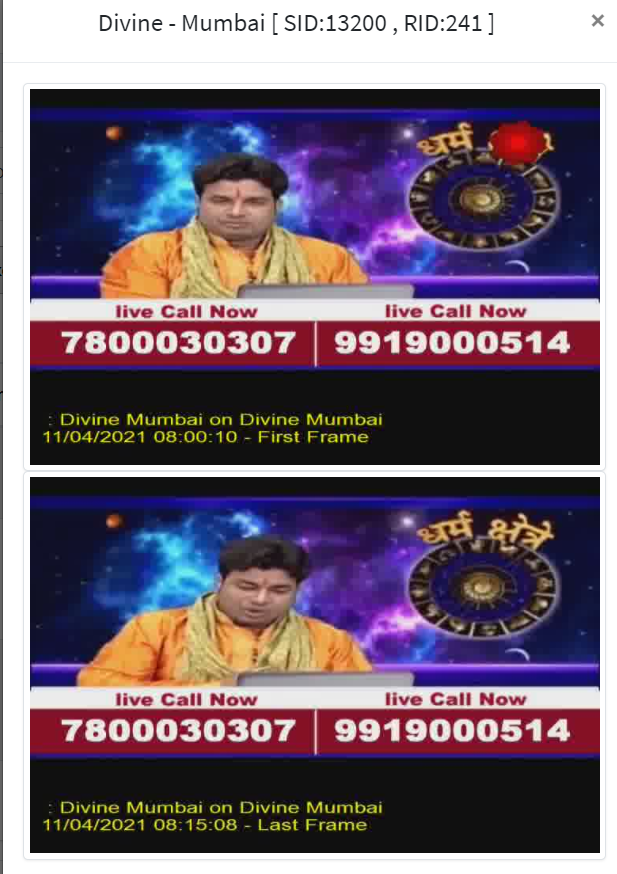 Divine - Mumbai [ SID:13200 , RID:241 ]
×
धर्म
live Call Now live Call Now
7800030307 9919000514
: Divine Mumbai on Divine Mumbai
11/04/2021 08:00:10 - First Frame
धर्म क्षेत्रे
live Call Now live Call Now
7800030307 9919000514
: Divine Mumbai on Divine Mumbai
11/04/2021 08:15:08 - Last Frame